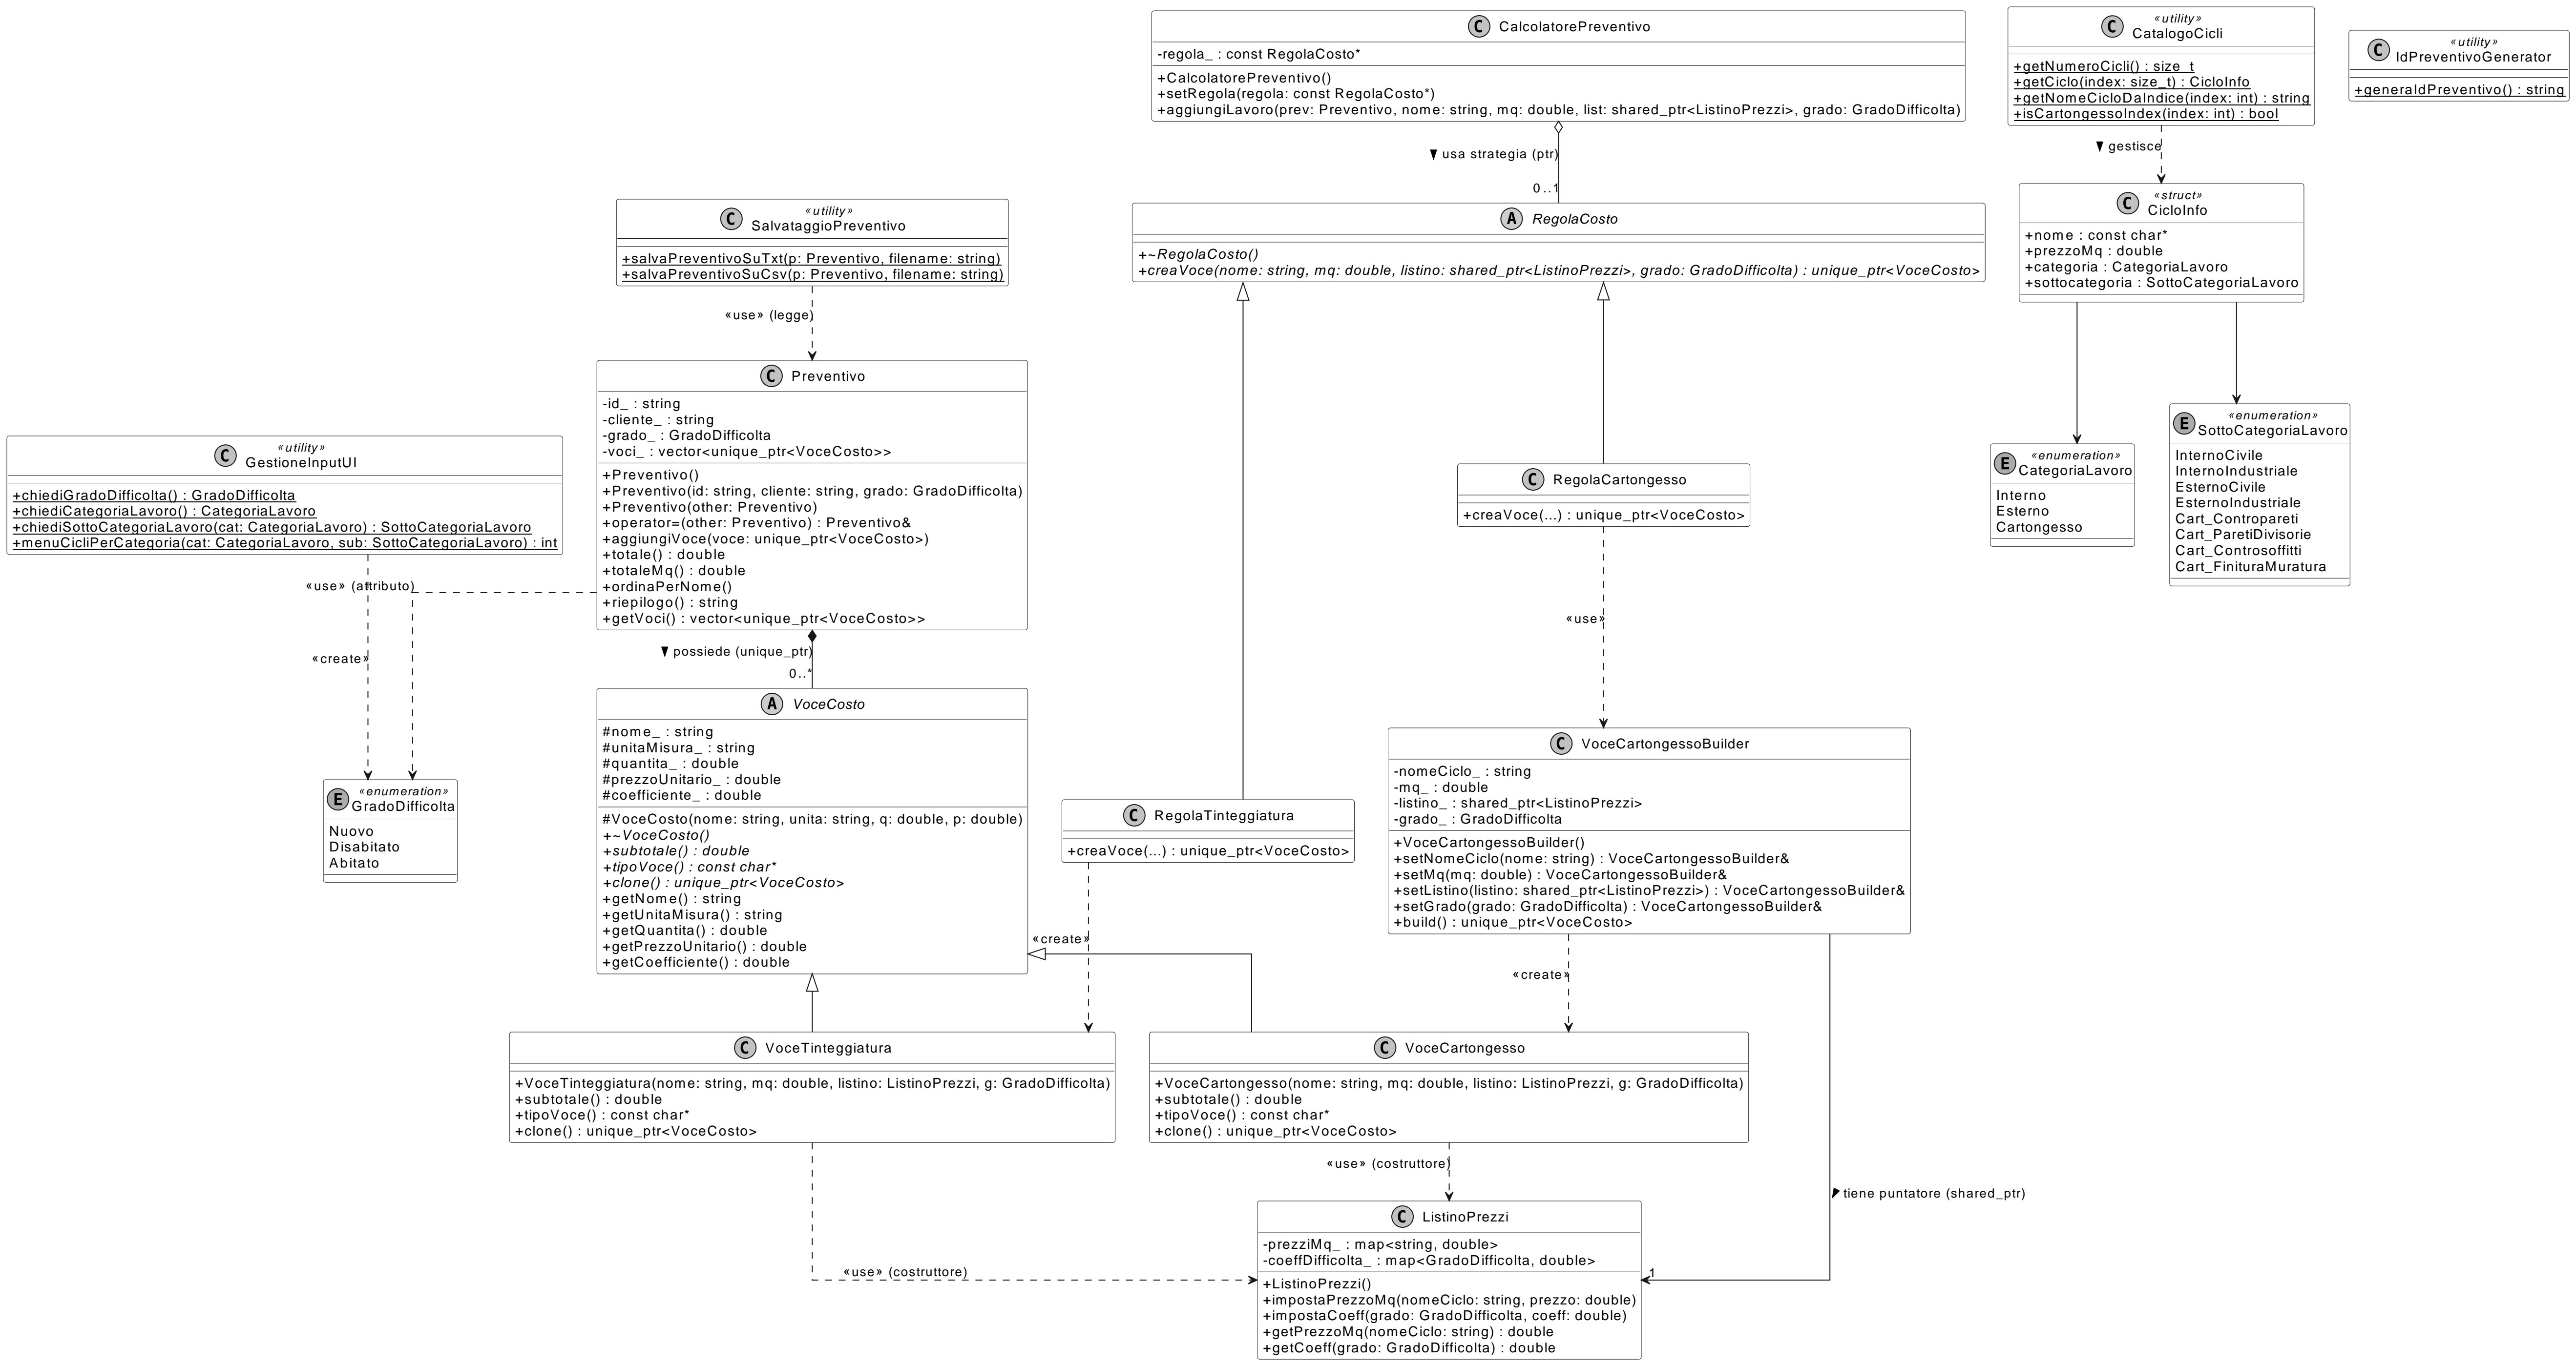 C CalcolatorePreventivo
-regola_ : const RegolaCosto*
+CalcolatorePreventivo()
+setRegola(regola: const RegolaCosto*)
+aggiungiLavoro(prev: Preventivo, nome: string, mq: double, list: shared_ptr<ListinoPrezzi>, grado: GradoDifficolta)
«utility»
C CatalogoCicli
+getNumeroCicli() : size_t
+getCiclo(index: size_t) : CicloInfo
+getNomeCicloDaIndice(index: int) : string
+isCartongessoIndex(index: int) : bool
«utility»
C IdPreventivoGenerator
+generaIdPreventivo() : string
usa strategia (ptr)
0..1
gestisce
«utility»
C SalvataggioPreventivo
+salvaPreventivoSuTxt(p: Preventivo, filename: string)
+salvaPreventivoSuCsv(p: Preventivo, filename: string)
A RegolaCosto
+~RegolaCosto()
+creaVoce(nome: string, mq: double, listino: shared_ptr<ListinoPrezzi>, grado: GradoDifficolta) : unique_ptr<VoceCosto>
«struct»
C CicloInfo
+nome : const char*
+prezzoMq : double
+categoria : CategoriaLavoro
+sottocategoria : SottoCategoriaLavoro
«use» (legge)
C Preventivo
-id_ : string
-cliente_ : string
-grado_ : GradoDifficolta
-voci_ : vector<unique_ptr<VoceCosto>>
+Preventivo()
+Preventivo(id: string, cliente: string, grado: GradoDifficolta)
+Preventivo(other: Preventivo)
+operator=(other: Preventivo) : Preventivo&
+aggiungiVoce(voce: unique_ptr<VoceCosto>)
+totale() : double
+totaleMq() : double
+ordinaPerNome()
+riepilogo() : string
+getVoci() : vector<unique_ptr<VoceCosto>>
«utility»
C GestioneInputUI
+chiediGradoDifficolta() : GradoDifficolta
+chiediCategoriaLavoro() : CategoriaLavoro
+chiediSottoCategoriaLavoro(cat: CategoriaLavoro) : SottoCategoriaLavoro
+menuCicliPerCategoria(cat: CategoriaLavoro, sub: SottoCategoriaLavoro) : int
C RegolaCartongesso
+creaVoce(...) : unique_ptr<VoceCosto>
«enumeration»
E CategoriaLavoro
Interno
Esterno
Cartongesso
«enumeration»
E SottoCategoriaLavoro
InternoCivile
InternoIndustriale
EsternoCivile
EsternoIndustriale
Cart_Contropareti
Cart_ParetiDivisorie
Cart_Controsoffitti
Cart_FinituraMuratura
«use» (attributo)
«create»
possiede (unique_ptr)
0..*
«use»
A VoceCosto
#nome_ : string
#unitaMisura_ : string
#quantita_ : double
#prezzoUnitario_ : double
#coefficiente_ : double
#VoceCosto(nome: string, unita: string, q: double, p: double)
+~VoceCosto()
+subtotale() : double
+tipoVoce() : const char*
+clone() : unique_ptr<VoceCosto>
+getNome() : string
+getUnitaMisura() : string
+getQuantita() : double
+getPrezzoUnitario() : double
+getCoefficiente() : double
«enumeration»
E GradoDifficolta
Nuovo
Disabitato
Abitato
C RegolaTinteggiatura
+creaVoce(...) : unique_ptr<VoceCosto>
C VoceCartongessoBuilder
-nomeCiclo_ : string
-mq_ : double
-listino_ : shared_ptr<ListinoPrezzi>
-grado_ : GradoDifficolta
+VoceCartongessoBuilder()
+setNomeCiclo(nome: string) : VoceCartongessoBuilder&
+setMq(mq: double) : VoceCartongessoBuilder&
+setListino(listino: shared_ptr<ListinoPrezzi>) : VoceCartongessoBuilder&
+setGrado(grado: GradoDifficolta) : VoceCartongessoBuilder&
+build() : unique_ptr<VoceCosto>
«create»
«create»
C VoceTinteggiatura
+VoceTinteggiatura(nome: string, mq: double, listino: ListinoPrezzi, g: GradoDifficolta)
+subtotale() : double
+tipoVoce() : const char*
+clone() : unique_ptr<VoceCosto>
C VoceCartongesso
+VoceCartongesso(nome: string, mq: double, listino: ListinoPrezzi, g: GradoDifficolta)
+subtotale() : double
+tipoVoce() : const char*
+clone() : unique_ptr<VoceCosto>
«use» (costruttore)
tiene puntatore (shared_ptr)
«use» (costruttore)
1
C ListinoPrezzi
-prezziMq_ : map<string, double>
-coeffDifficolta_ : map<GradoDifficolta, double>
+ListinoPrezzi()
+impostaPrezzoMq(nomeCiclo: string, prezzo: double)
+impostaCoeff(grado: GradoDifficolta, coeff: double)
+getPrezzoMq(nomeCiclo: string) : double
+getCoeff(grado: GradoDifficolta) : double